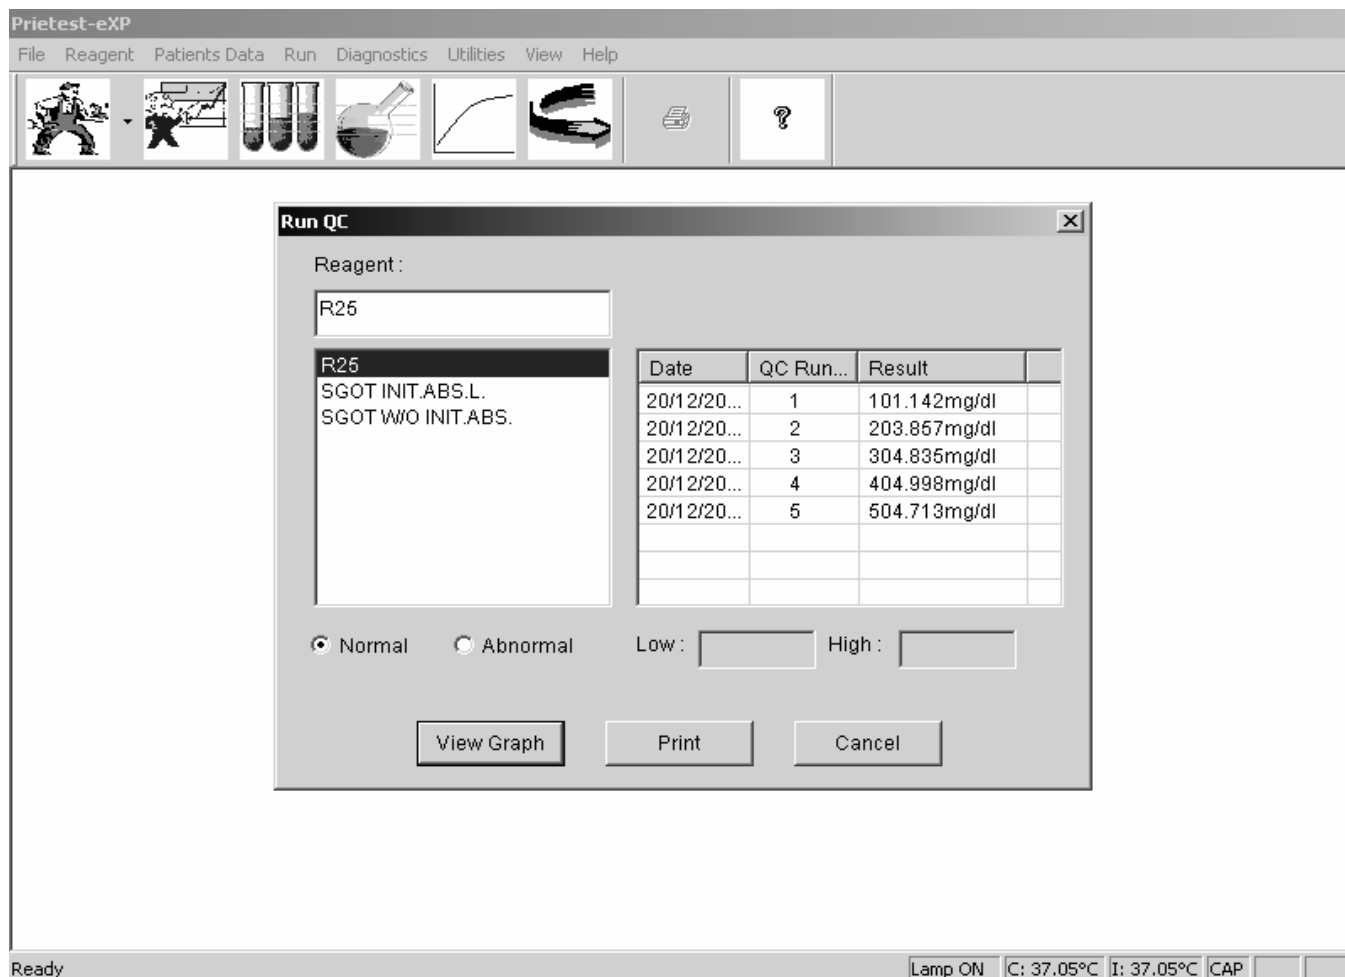 Prietest-eXP
File Reagent Patients Data Run Diagnostics Utilities View Help
?
Run QC
Reagent :
R25
R25
SGOT INIT.ABS.L.
SGOT W/O INIT.ABS.
Date QC Run... Result
20/12/20... 1 101.142mg/dl
20/12/20... 2 203.857mg/dl
20/12/20... 3 304.835mg/dl
20/12/20... 4 404.998mg/dl
20/12/20... 5 504.713mg/dl
Normal Abnormal Low : High :
View Graph Print Cancel
Ready Lamp ON C: 37.05°C I: 37.05°C CAP